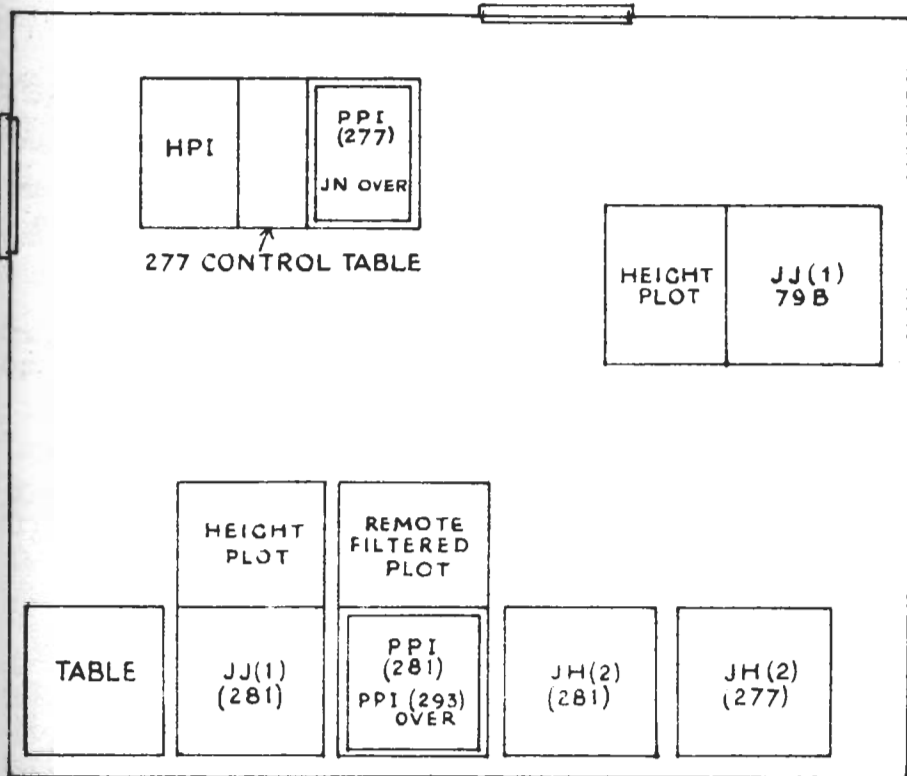 HPI
PPI
(277)
JN OVER
277 CONTROL TABLE
HEIGHT
PLOT
JJ(1)
79B
HEIGHT
PLOT
REMOTE
FILTERED
PLOT
TABLE
JJ(1)
(281)
PPI
(281)
PPI (293)
OVER
JH(2)
(281)
JH(2)
(277)